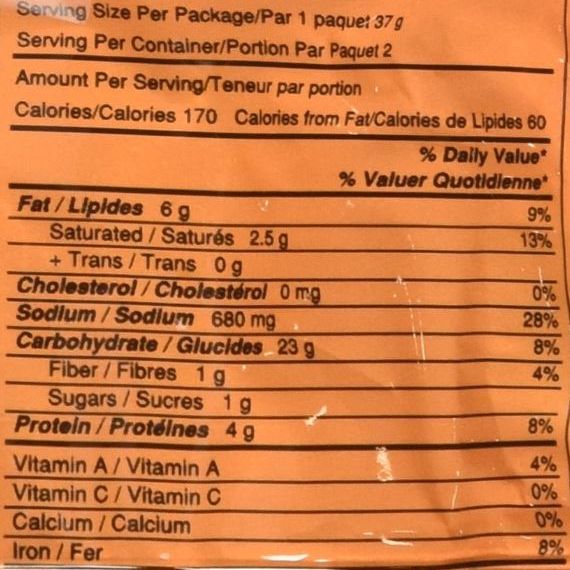 Serving Size Per Package/Par 1 paquet 37g
Serving Per Container/Portion Par Paquet 2
Amount Per Serving/Teneur par portion
Calories/Calories 170 Calories from Fat/Calories de Lipides 60
% Daily Value*
% Valuer Quotidienne*
Fat / Lipides 6 g 9%
Saturated / Saturés 2.5 g 13%
+ Trans / Trans 0 g
Cholesterol / Cholestérol 0 mg 0%
Sodium / Sodium 680 mg 28%
Carbohydrate / Glucides 23 g 8%
Fiber / Fibres 1 g 4%
Sugars / Sucres 1 g
Protein / Protéines 4 g 8%
Vitamin A / Vitamin A 4%
Vitamin C / Vitamin C 0%
Calcium / Calcium 0%
Iron / Fer 8%